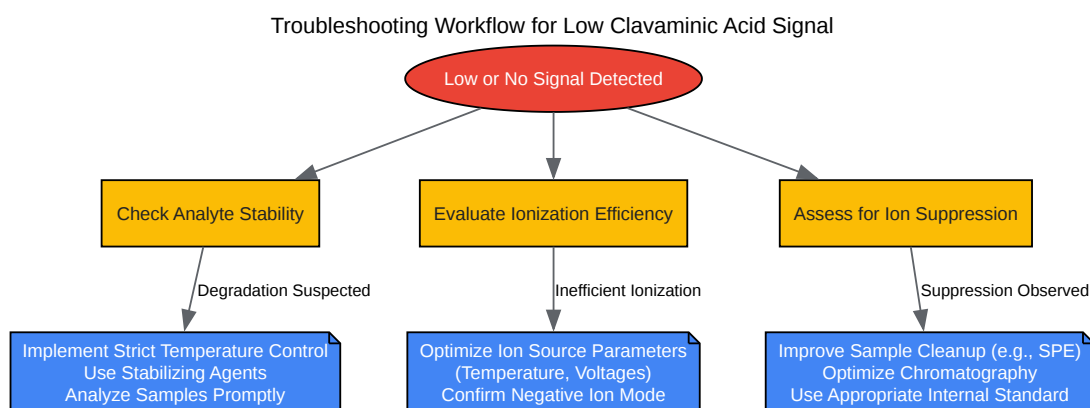 Troubleshooting Workflow for Low Clavaminic Acid Signal
Low or No Signal Detected
Check Analyte Stability
Evaluate Ionization Efficiency
Assess for Ion Suppression
Degradation Suspected
Inefficient Ionization
Suppression Observed
Implement Strict Temperature Control
Use Stabilizing Agents
Analyze Samples Promptly
Optimize Ion Source Parameters
(Temperature, Voltages)
Confirm Negative Ion Mode
Improve Sample Cleanup (e.g., SPE)
Optimize Chromatography
Use Appropriate Internal Standard